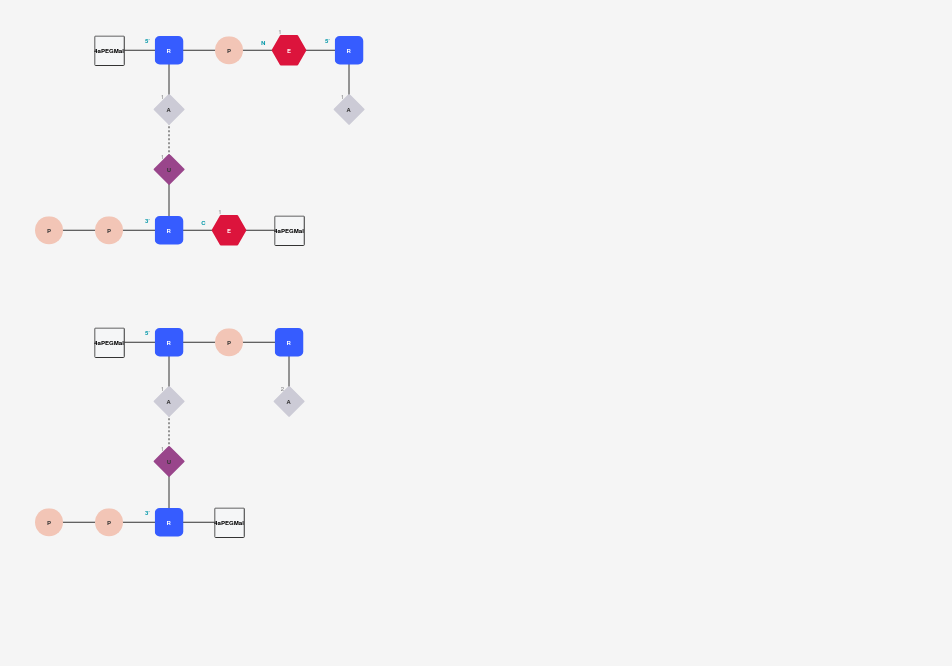 5' N 1 5'
4aPEGMal R P E R
1 1
A A
1
U
3' C 1
P P R E 4aPEGMal
5'
4aPEGMal R P R
1 2
A A
1
U
3'
P P R 4aPEGMal